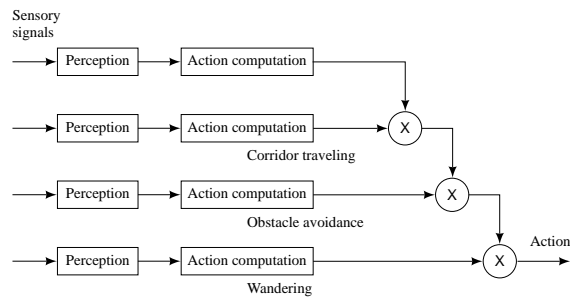 Sensory
signals
Perception
Action computation
Perception
Action computation
X
Corridor traveling
Perception
Action computation
X
Obstacle avoidance
Action
Perception
Action computation
X
Wandering